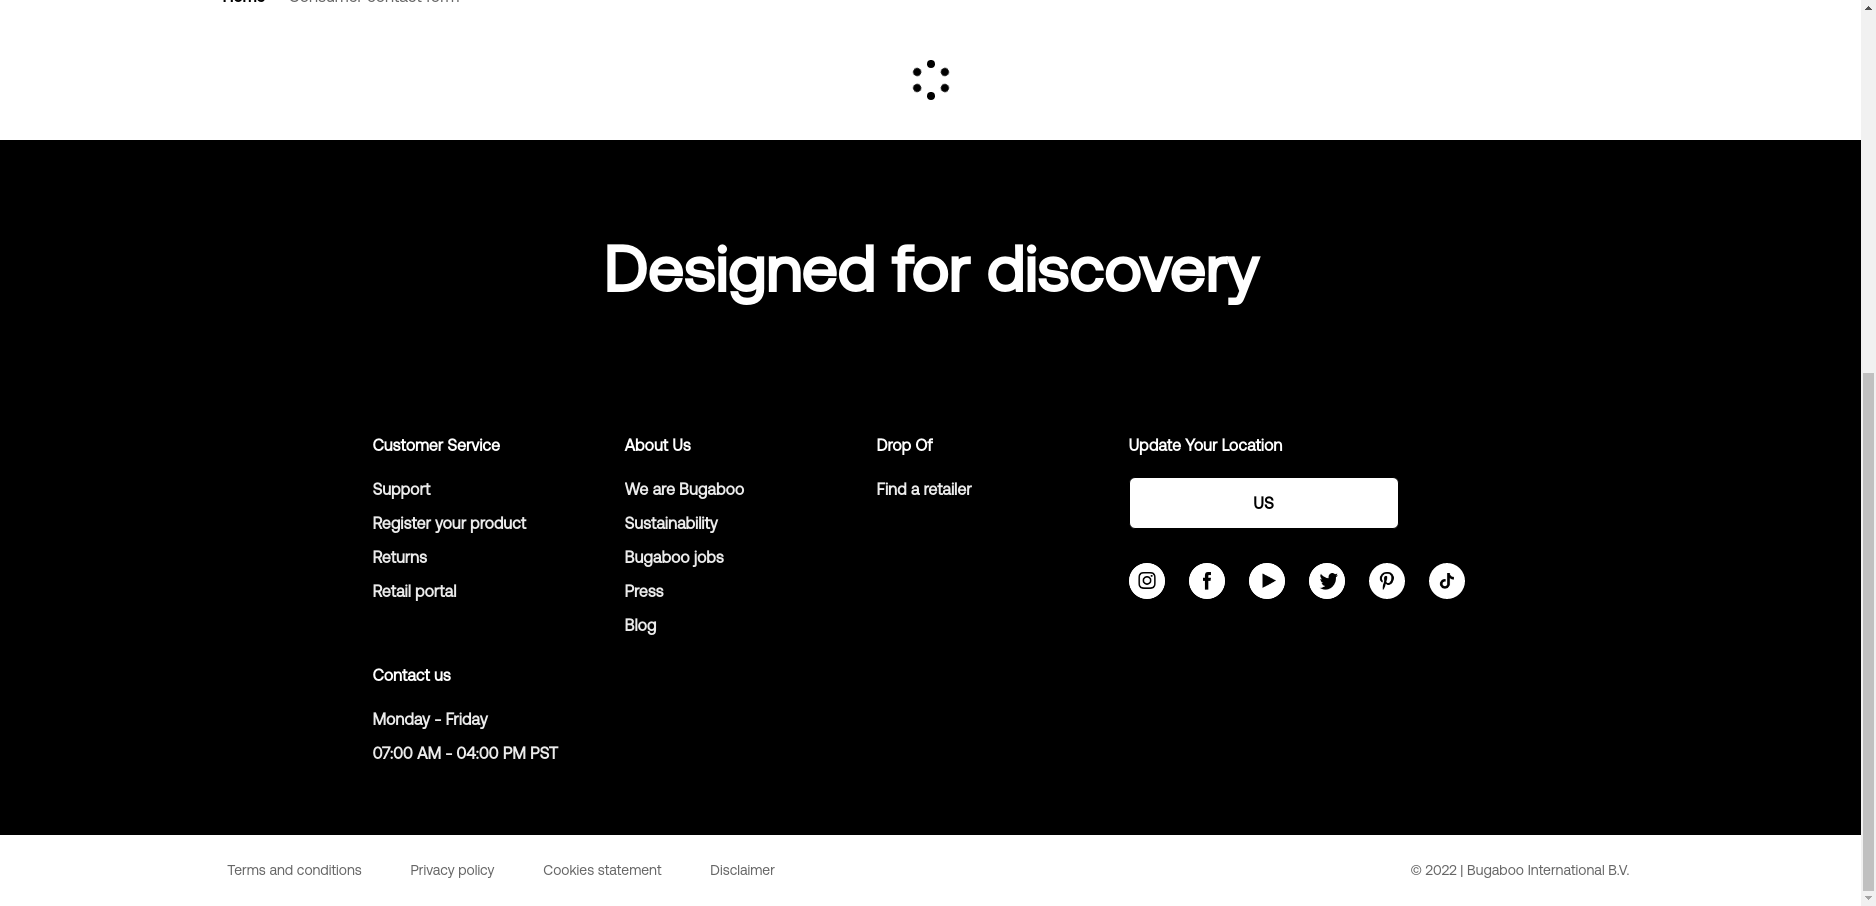 Home
Consumer contact form
Designed for discovery
Customer Service
Support
Register your product
Returns
Retail portal
About Us
We are Bugaboo
Sustainability
Bugaboo jobs
Press
Blog
Drop Of
Find a retailer
Update Your Location
US
Contact us
Monday - Friday
07:00 AM - 04:00 PM PST
Terms and conditions
Privacy policy
Cookies statement
Disclaimer
© 2022 | Bugaboo International B.V.